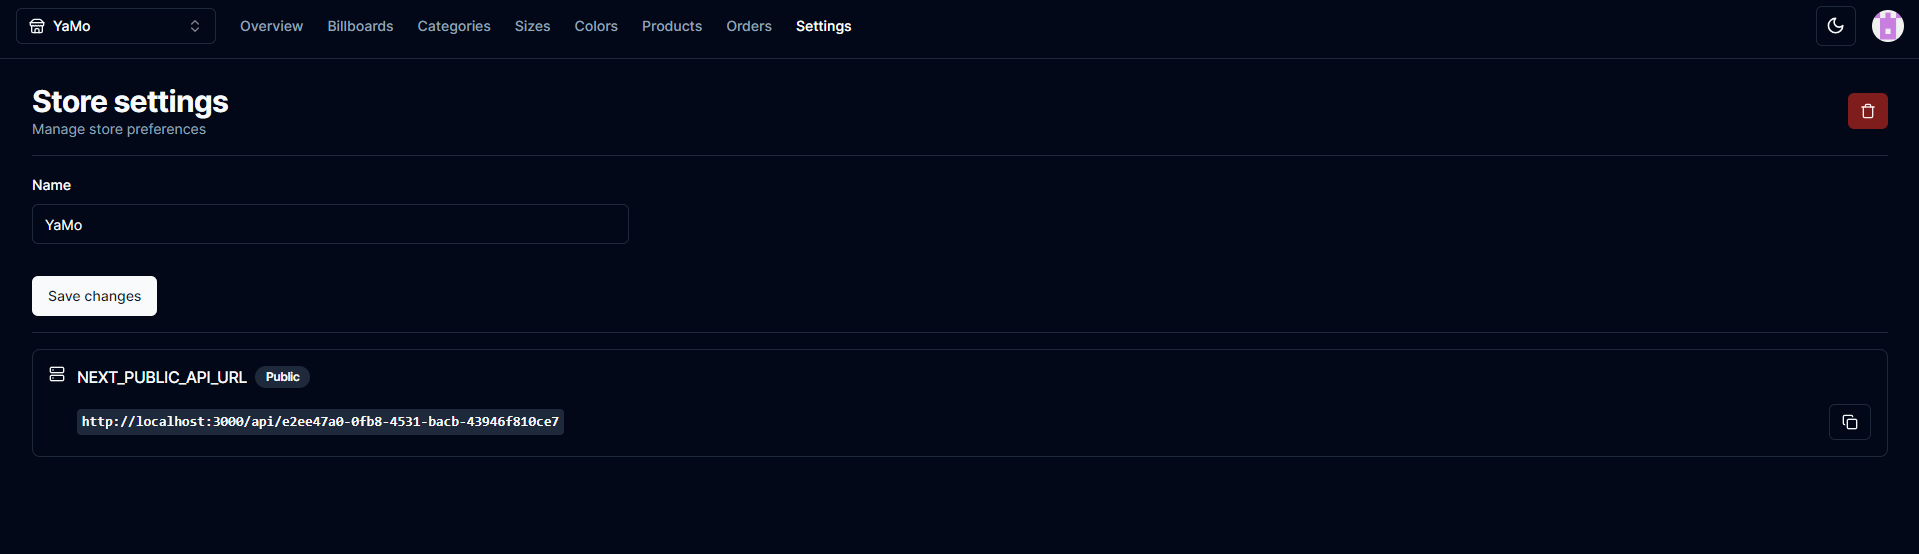 YaMo Overview Billboards Categories Sizes Colors Products Orders Settings
Store settings
Manage store preferences
Name
YaMo
Save changes
NEXT_PUBLIC_API_URL Public
http://localhost:3000/api/e2ee47a0-0fb8-4531-bacb-43946f810ce7